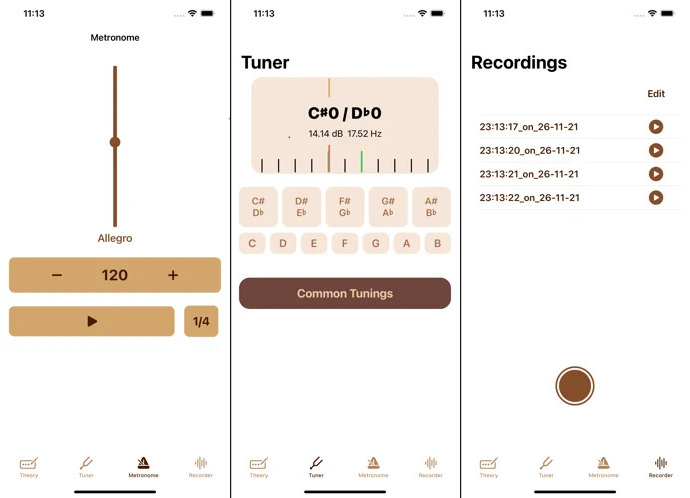 11:13
Metronome
Allegro
− 120 +
1/4
Theory Tuner Metronome Recorder
11:13
Tuner
C♯0 / D♭0
14.14 dB 17.52 Hz
C# D# F# G# A#
D♭ E♭ G♭ A♭ B♭
C D E F G A B
Common Tunings
Theory Tuner Metronome Recorder
11:13
Recordings
Edit
23:13:17_on_26-11-21
23:13:20_on_26-11-21
23:13:21_on_26-11-21
23:13:22_on_26-11-21
Theory Tuner Metronome Recorder